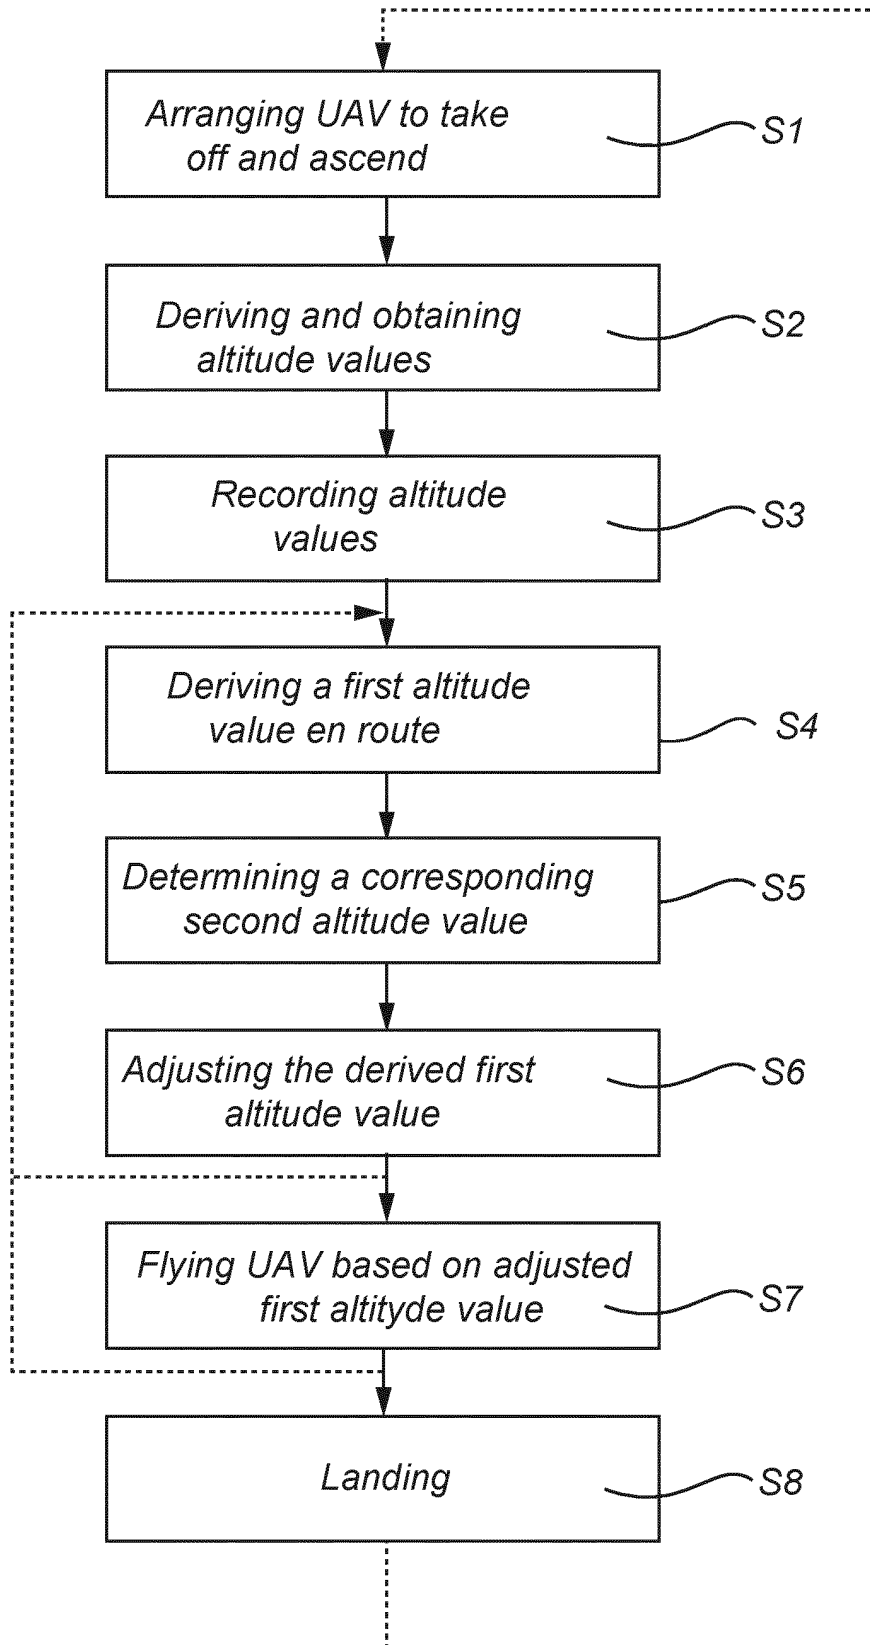 Arranging UAV to take
off and ascend
S1
Deriving and obtaining
altitude values
S2
Recording altitude
values
S3
Deriving a first altitude
value en route
S4
Determining a corresponding
second altitude value
S5
Adjusting the derived first
altitude value
S6
Flying UAV based on adjusted
first altityde value
S7
Landing
S8